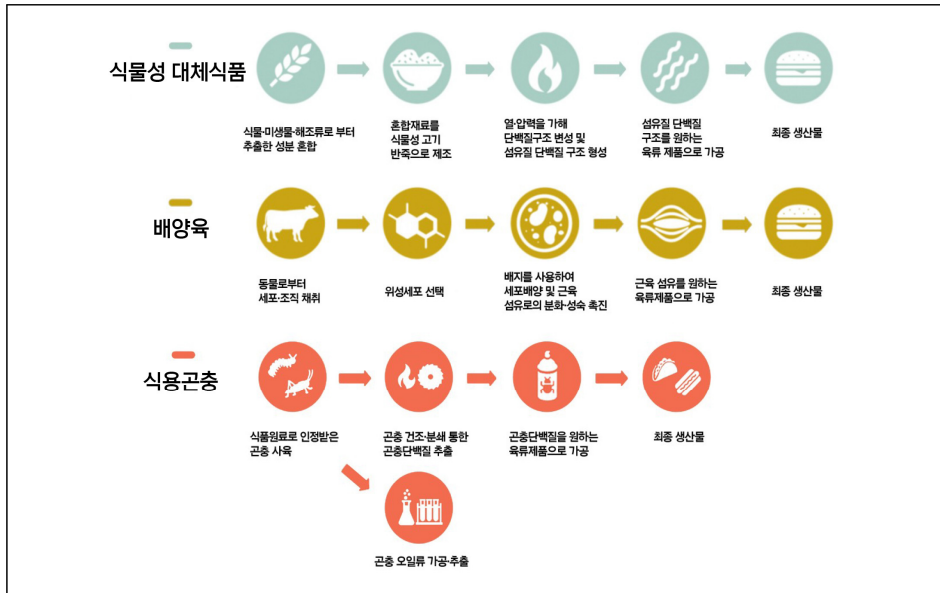 식물성 대체식품
식물·미생물·해조류로 부터
추출한 성분 혼합
혼합재료를
식물성 고기
반죽으로 제조
열·압력을 가해
단백질구조 변성 및
섬유질 단백질 구조 형성
섬유질 단백질
구조를 원하는
육류 제품으로 가공
최종 생산물
배양육
동물로부터
세포·조직 채취
위성세포 선택
배지를 사용하여
세포배양 및 근육
섬유로의 분화·성숙 촉진
근육 섬유를 원하는
육류제품으로 가공
최종 생산물
식용곤충
식품원료로 인정받은
곤충 사육
곤충 건조·분쇄 통한
곤충단백질 추출
곤충단백질을 원하는
육류제품으로 가공
최종 생산물
곤충 오일류 가공·추출